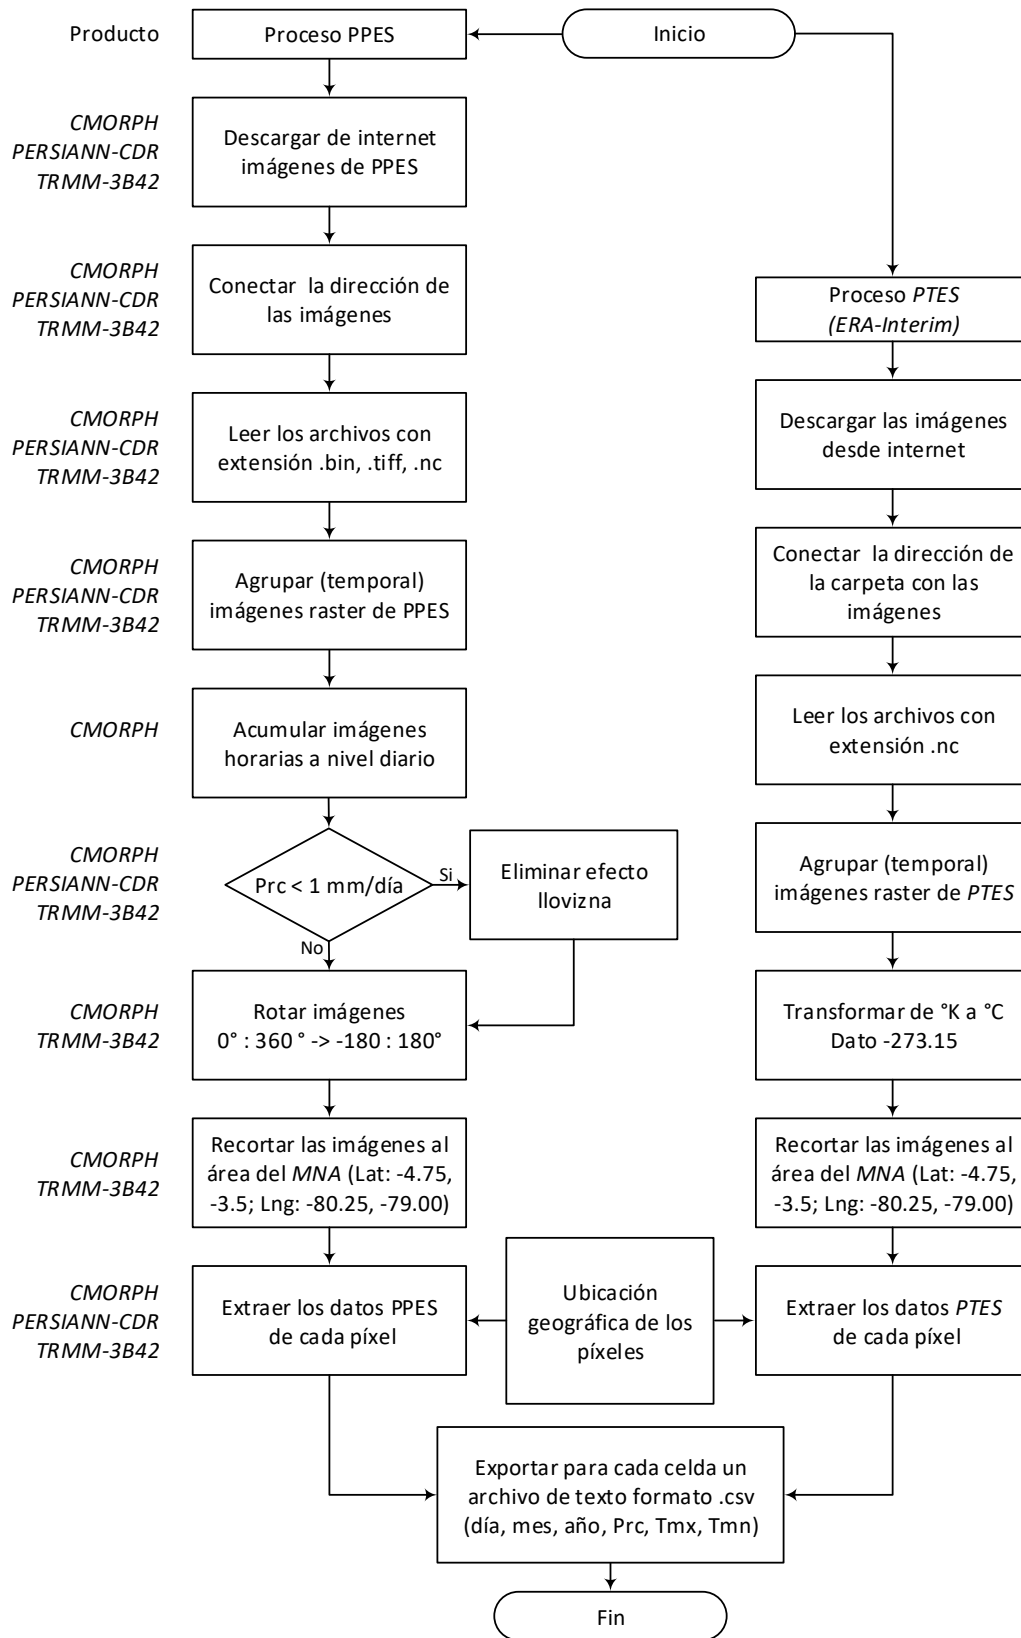 Producto
Proceso PPES
Inicio
CMORPH
PERSIANN-CDR
TRMM-3B42
Descargar de internet
imágenes de PPES
CMORPH
PERSIANN-CDR
TRMM-3B42
Conectar  la dirección de
las imágenes
Proceso PTES
(ERA-Interim)
CMORPH
PERSIANN-CDR
TRMM-3B42
Leer los archivos con
extensión .bin, .tiff, .nc
Descargar las imágenes
desde internet
CMORPH
PERSIANN-CDR
TRMM-3B42
Agrupar (temporal)
imágenes raster de PPES
Conectar  la dirección de
la carpeta con las
imágenes
CMORPH
Acumular imágenes
horarias a nivel diario
Leer los archivos con
extensión .nc
CMORPH
PERSIANN-CDR
TRMM-3B42
Prc < 1 mm/día
Si
No
Eliminar efecto
llovizna
Agrupar (temporal)
imágenes raster de PTES
CMORPH
TRMM-3B42
Rotar imágenes
0° : 360 ° -> -180 : 180°
Transformar de °K a °C
Dato -273.15
CMORPH
TRMM-3B42
Recortar las imágenes al
área del MNA (Lat: -4.75,
-3.5; Lng: -80.25, -79.00)
Recortar las imágenes al
área del MNA (Lat: -4.75,
-3.5; Lng: -80.25, -79.00)
CMORPH
PERSIANN-CDR
TRMM-3B42
Extraer los datos PPES
de cada píxel
Ubicación
geográfica de los
píxeles
Extraer los datos PTES
de cada píxel
Exportar para cada celda un
archivo de texto formato .csv
(día, mes, año, Prc, Tmx, Tmn)
Fin